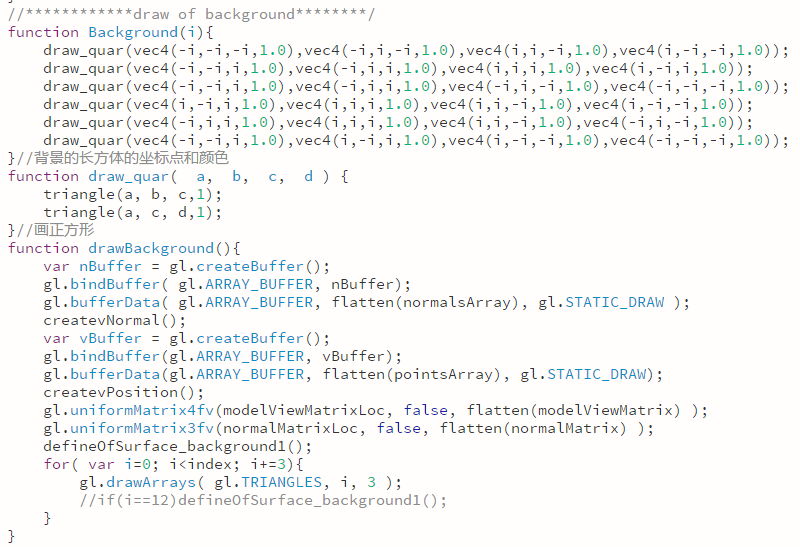 //************draw of background********/
function Background(i){
    draw_quar(vec4(-i,-i,-i,1.0),vec4(-i,i,-i,1.0),vec4(i,i,-i,1.0),vec4(i,-i,-i,1.0));
    draw_quar(vec4(-i,-i,i,1.0),vec4(-i,i,i,1.0),vec4(i,i,i,1.0),vec4(i,-i,i,1.0));
    draw_quar(vec4(-i,-i,i,1.0),vec4(-i,i,i,1.0),vec4(-i,i,-i,1.0),vec4(-i,-i,-i,1.0));
    draw_quar(vec4(i,-i,i,1.0),vec4(i,i,i,1.0),vec4(i,i,-i,1.0),vec4(i,-i,-i,1.0));
    draw_quar(vec4(-i,i,i,1.0),vec4(i,i,i,1.0),vec4(i,i,-i,1.0),vec4(-i,i,-i,1.0));
    draw_quar(vec4(-i,-i,i,1.0),vec4(i,-i,i,1.0),vec4(i,-i,-i,1.0),vec4(-i,-i,-i,1.0));
}//背景的长方体的坐标点和颜色
function draw_quar(  a,  b,  c,  d ) {
    triangle(a, b, c,1);
    triangle(a, c, d,1);
}//画正方形
function drawBackground(){
    var nBuffer = gl.createBuffer();
    gl.bindBuffer( gl.ARRAY_BUFFER, nBuffer);
    gl.bufferData( gl.ARRAY_BUFFER, flatten(normalsArray), gl.STATIC_DRAW );
    createvNormal();
    var vBuffer = gl.createBuffer();
    gl.bindBuffer(gl.ARRAY_BUFFER, vBuffer);
    gl.bufferData(gl.ARRAY_BUFFER, flatten(pointsArray), gl.STATIC_DRAW);
    createvPosition();
    gl.uniformMatrix4fv(modelViewMatrixLoc, false, flatten(modelViewMatrix) );
    gl.uniformMatrix3fv(normalMatrixLoc, false, flatten(normalMatrix) );
    defineOfSurface_background1();
    for( var i=0; i<index; i+=3){
        gl.drawArrays( gl.TRIANGLES, i, 3 );
        //if(i==12)defineOfSurface_background1();
    }
}